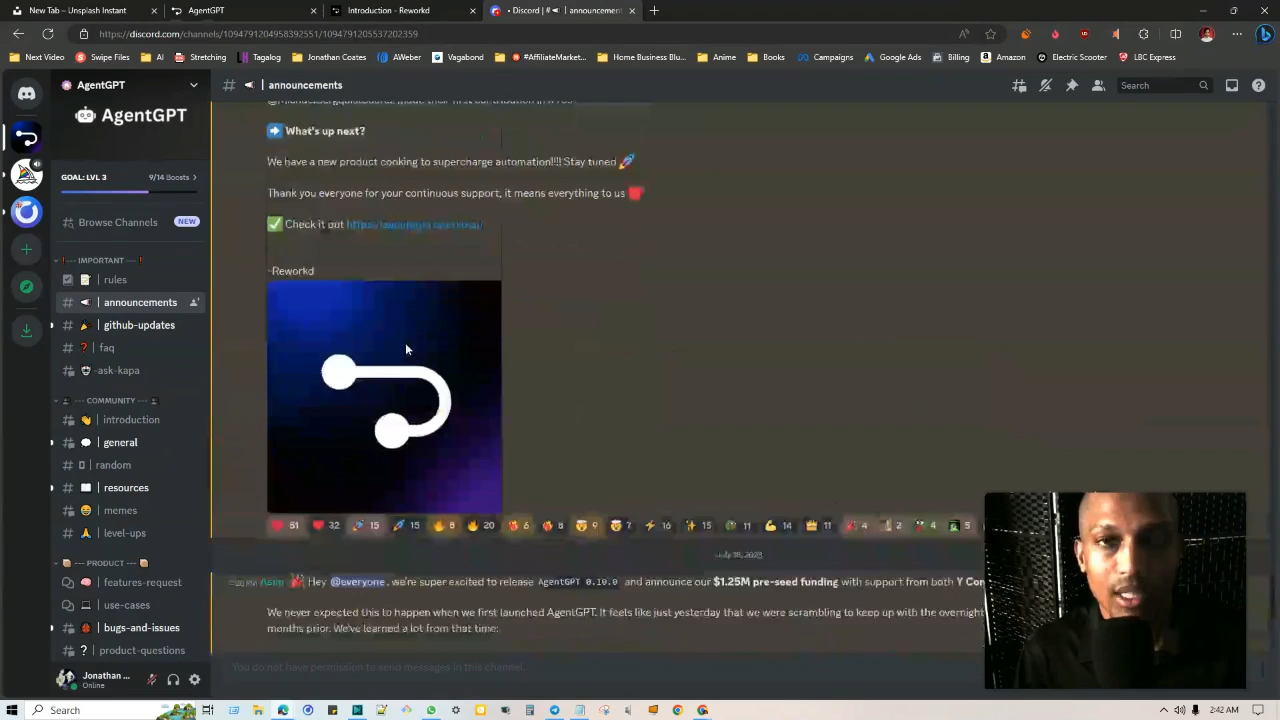 New Tab – Unsplash Instant
AgentGPT
Introduction - Reworkd
• Discord | # | announcement
https://discord.com/channels/1094791204958392551/1094791205537202359
Next Video
Swipe Files
AI
Stretching
Tagalog
Jonathan Coates
AWeber
Vagabond
#AffiliateMarket...
Home Business Blu...
Anime
Books
Campaigns
Google Ads
Billing
Amazon
Electric Scooter
LBC Express
AgentGPT
| announcements
Search
AgentGPT
GOAL: LVL 3
9/14 Boosts >
Browse Channels
NEW
!--- IMPORTANT ---!
| rules
| announcements
| github-updates
| faq
-ask-kapa
--- COMMUNITY ---
| introduction
| general
| random
| resources
| memes
| level-ups
--- PRODUCT ---
| features-request
| use-cases
| bugs-and-issues
| product-questions
Jonathan ...
Online
What's up next?
We have a new product cooking to supercharge automation!!!! Stay tuned
Thank you everyone for your continuous support, it means everything to us
Check it out
-Reworkd
81 32 15 15 8 20 6 8 9 7 16 15 11 14 11 4 2 4 5
July 18, 2023
Hey @everyone, we're super excited to release AgentGPT 0.10.0 and announce our $1.25M pre-seed funding with support from both Y Com
We never expected this to happen when we first launched AgentGPT. It feels like just yesterday that we were scrambling to keep up with the overnight
months prior. We've learned a lot from that time:
You do not have permission to send messages in this channel.
Search
2:42 AM